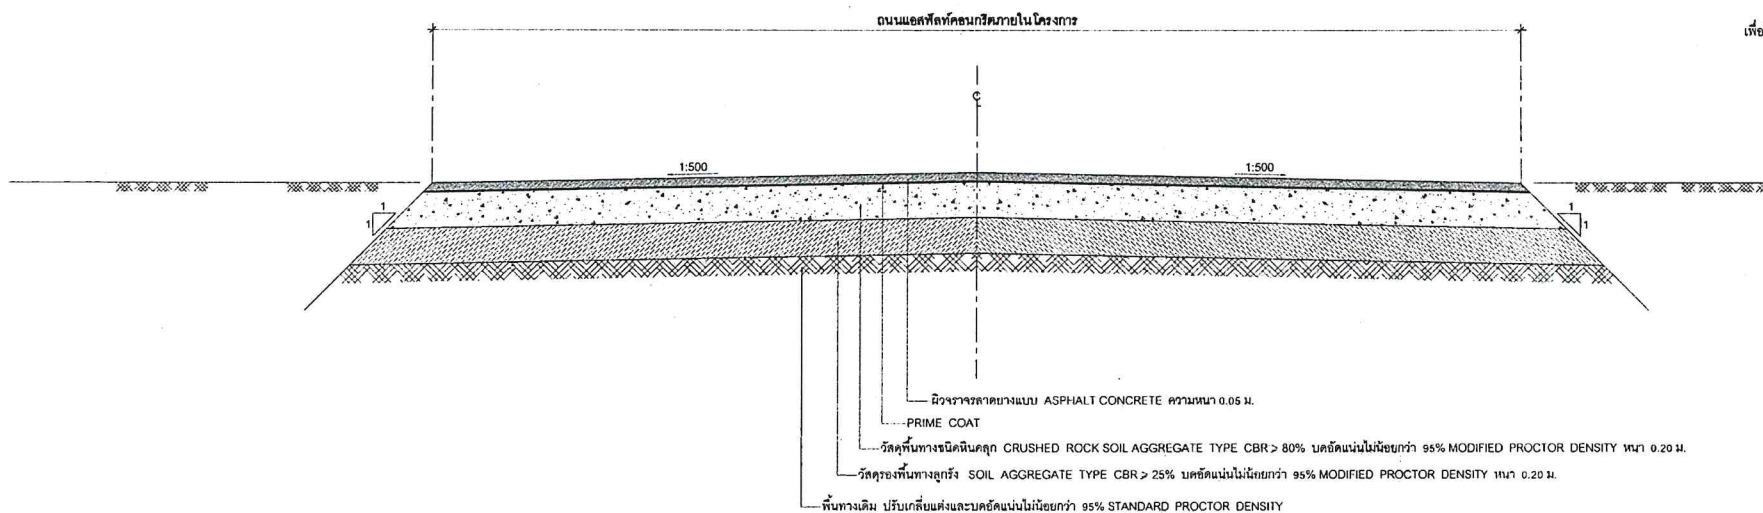 ถนนแอสฟัลท์คอนกรีตภายในโครงการ
เพื่อ
℄
1:500
1:500
1
1
1
1
ผิวจราจรลาดยางแบบ ASPHALT CONCRETE ความหนา 0.05 ม.
PRIME COAT
วัสดุพื้นทางชนิดหินคลุก CRUSHED ROCK SOIL AGGREGATE TYPE CBR > 80% บดอัดแน่นไม่น้อยกว่า 95% MODIFIED PROCTOR DENSITY หนา 0.20 ม.
วัสดุรองพื้นทางลูกรัง SOIL AGGREGATE TYPE CBR > 25% บดอัดแน่นไม่น้อยกว่า 95% MODIFIED PROCTOR DENSITY หนา 0.20 ม.
พื้นทางเดิม ปรับเกลี่ยแต่งและบดอัดแน่นไม่น้อยกว่า 95% STANDARD PROCTOR DENSITY